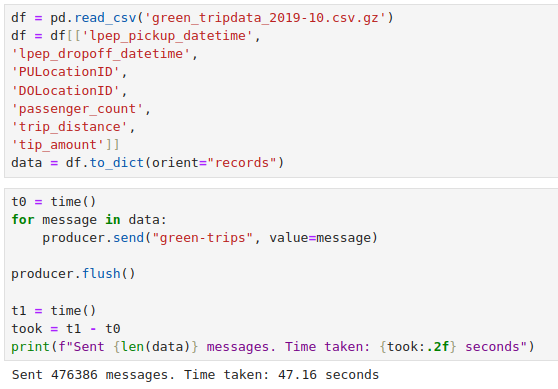 df = pd.read_csv('green_tripdata_2019-10.csv.gz')
df = df[['lpep_pickup_datetime',
'lpep_dropoff_datetime',
'PULocationID',
'DOLocationID',
'passenger_count',
'trip_distance',
'tip_amount']]
data = df.to_dict(orient="records")
t0 = time()
for message in data:
    producer.send("green-trips", value=message)
producer.flush()
t1 = time()
took = t1 - t0
print(f"Sent {len(data)} messages. Time taken: {took:.2f} seconds")
Sent 476386 messages. Time taken: 47.16 seconds